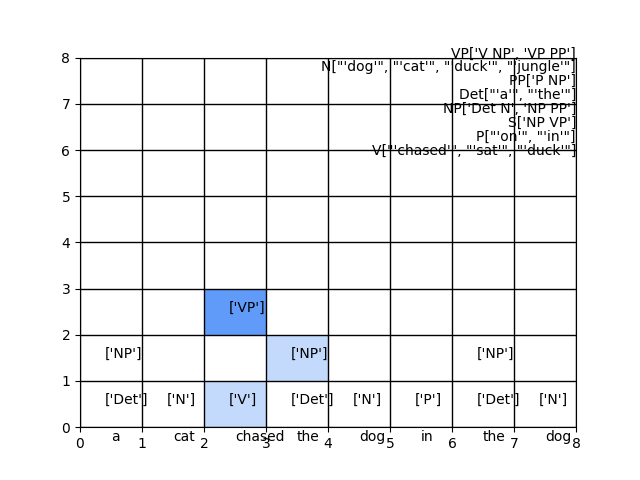 VP['V NP', 'VP PP']
8
N["'dog'", "'cat'", "'duck'", "'jungle'"]
PP['P NP']
Det["'a'", "'the'"]
7
NP['Det N', 'NP PP']
S['NP VP']
P["'on'", "'in'"]
6
V["'chased'", "'sat'", "'duck'"]
5
4
3
['VP']
2
['NP'] ['NP'] ['NP']
1
['Det'] ['N'] ['V'] ['Det'] ['N'] ['P'] ['Det'] ['N']
0
a cat chased the dog in the dog
0 1 2 3 4 5 6 7 8